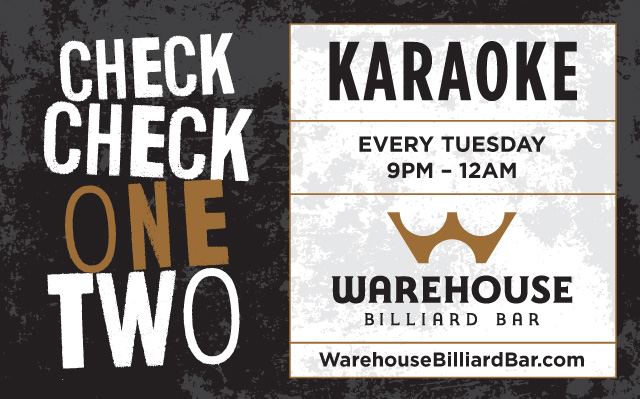 CHECK
CHECK
ONE
TWO
KARAOKE
EVERY TUESDAY
9PM – 12AM
WAREHOUSE
BILLIARD BAR
WarehouseBilliardBar.com